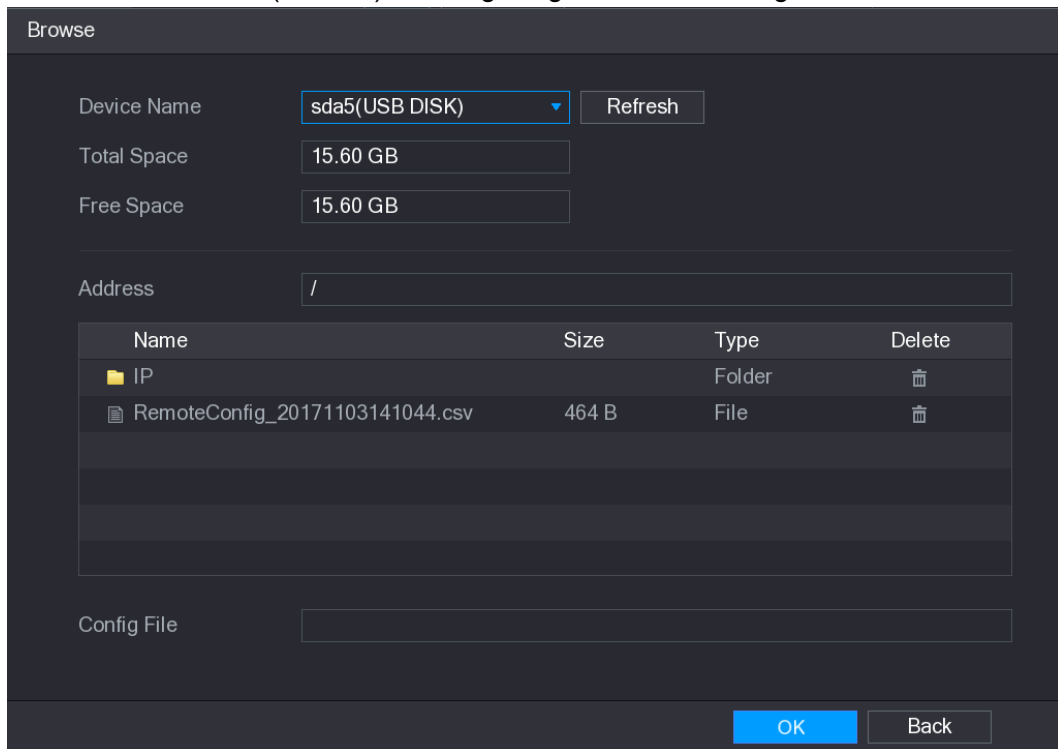 Browse
Device Name sda5(USB DISK) Refresh
Total Space 15.60 GB
Free Space 15.60 GB
Address /
Name Size Type Delete
IP Folder
RemoteConfig_20171103141044.csv 464 B File
Config File
OK Back